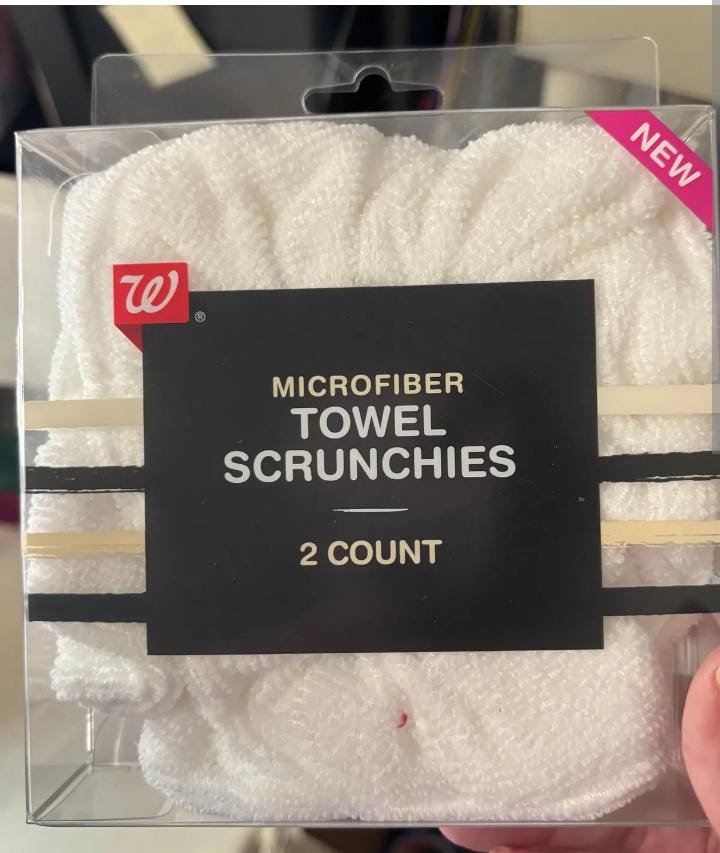 NEW
W
®
MICROFIBER
TOWEL
SCRUNCHIES
2 COUNT